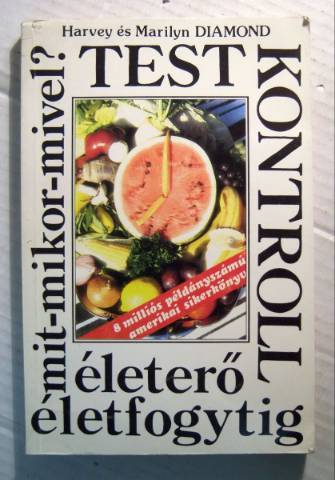 Harvey és Marilyn DIAMOND
TEST
KONTROLL
mit-mikor-mivel?
8 milliós példányszámú
amerikai sikerkönyv
életerő
életfogytig